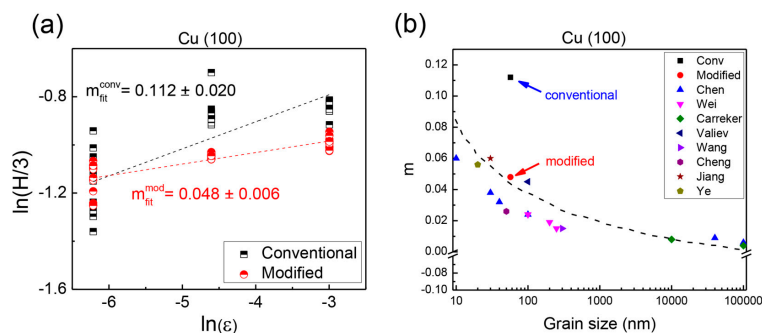 (a)
Cu (100)
m_fit^conv = 0.112 ± 0.020
m_fit^mod = 0.048 ± 0.006
Conventional
Modified
ln(H/3)
-0.8
-1.2
-1.6
-6
-5
-4
-3
ln(ε)
(b)
Cu (100)
Conv
Modified
Chen
Wei
Carreker
Valiev
Wang
Cheng
Jiang
Ye
conventional
modified
m
0.12
0.10
0.08
0.06
0.04
0.02
0.00
-0.08
-0.10
10
100
1000
10000
100000
Grain size (nm)